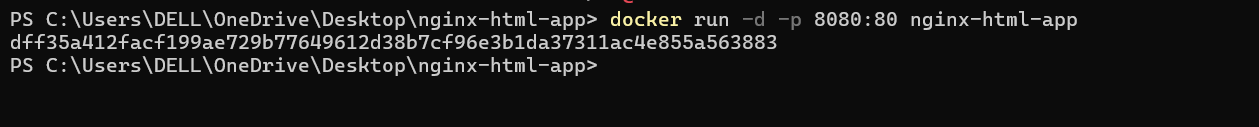 PS C:\Users\DELL\OneDrive\Desktop\nginx-html-app> docker run -d -p 8080:80 nginx-html-app
dff35a412facf199ae729b77649612d38b7cf96e3b1da37311ac4e855a563883
PS C:\Users\DELL\OneDrive\Desktop\nginx-html-app>